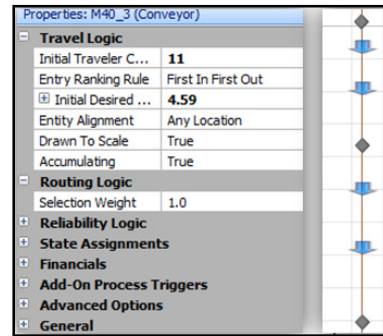 Properties: M40_3 (Conveyor)
Travel Logic
Initial Traveler C... 11
Entry Ranking Rule First In First Out
Initial Desired ... 4.59
Entity Alignment Any Location
Drawn To Scale True
Accumulating True
Routing Logic
Selection Weight 1.0
Reliability Logic
State Assignments
Financials
Add-On Process Triggers
Advanced Options
General